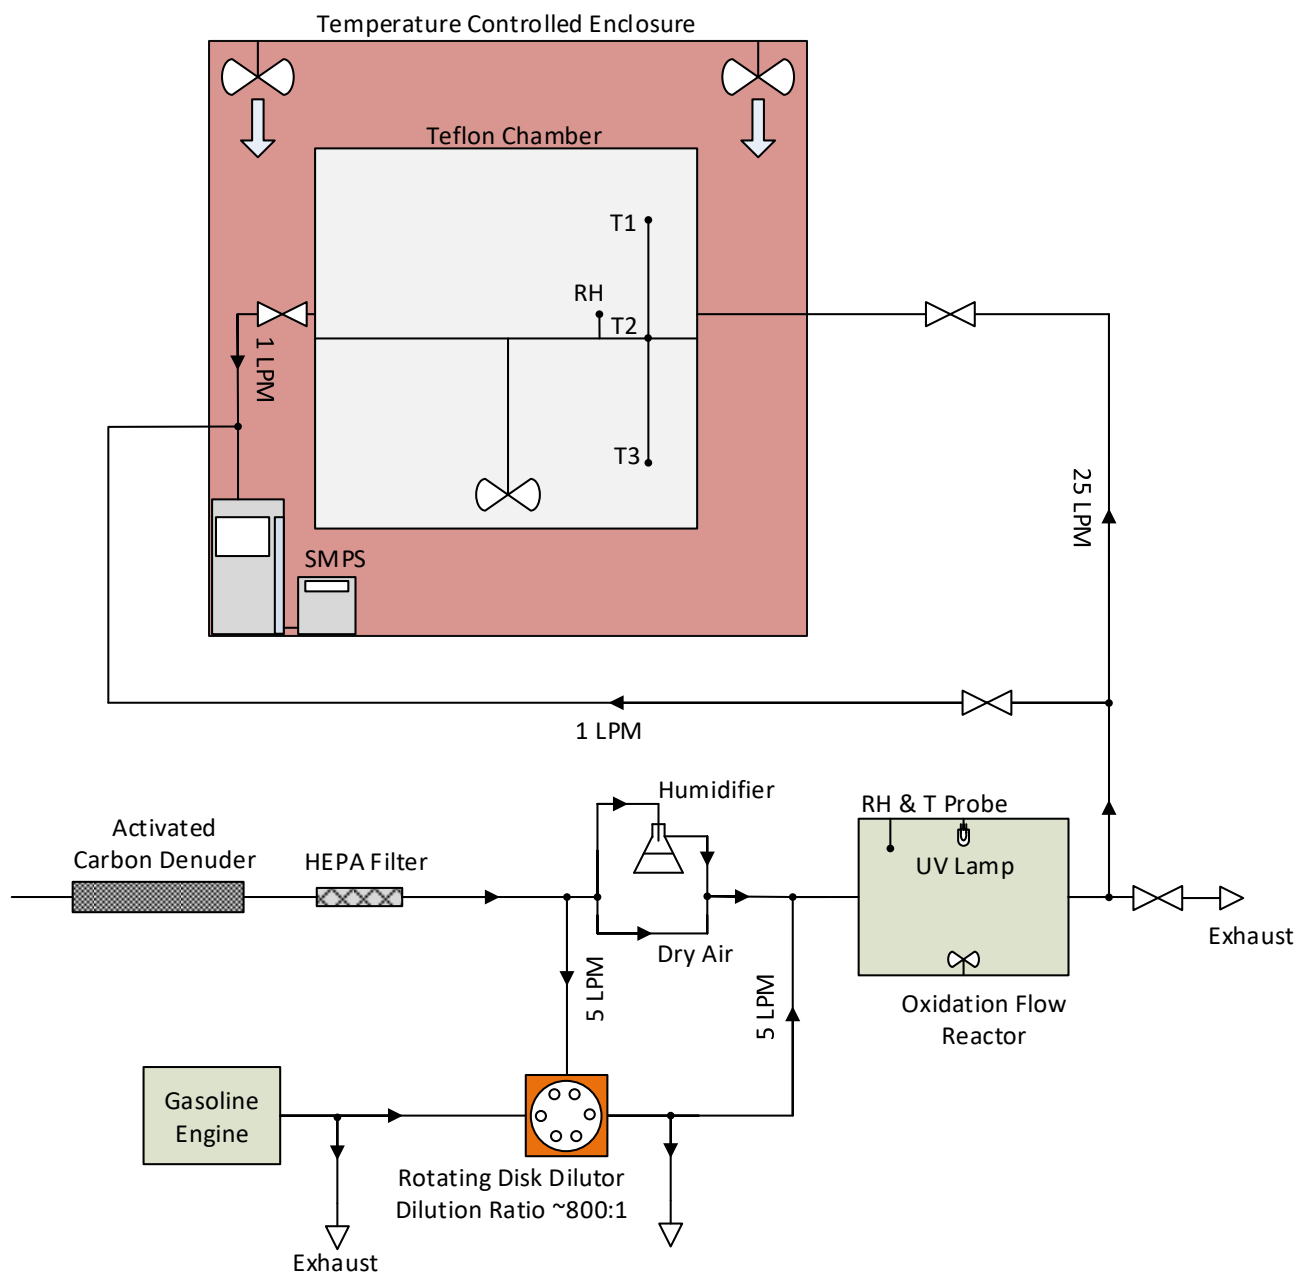 Temperature Controlled Enclosure
Teflon Chamber
T1
RH
T2
1 LPM
T3
25 LPM
SMPS
1 LPM
Humidifier
RH & T Probe
Activated
Carbon Denuder
HEPA Filter
UV Lamp
Exhaust
Dry Air
5 LPM
5 LPM
Oxidation Flow
Reactor
Gasoline
Engine
Rotating Disk Dilutor
Dilution Ratio ~800:1
Exhaust